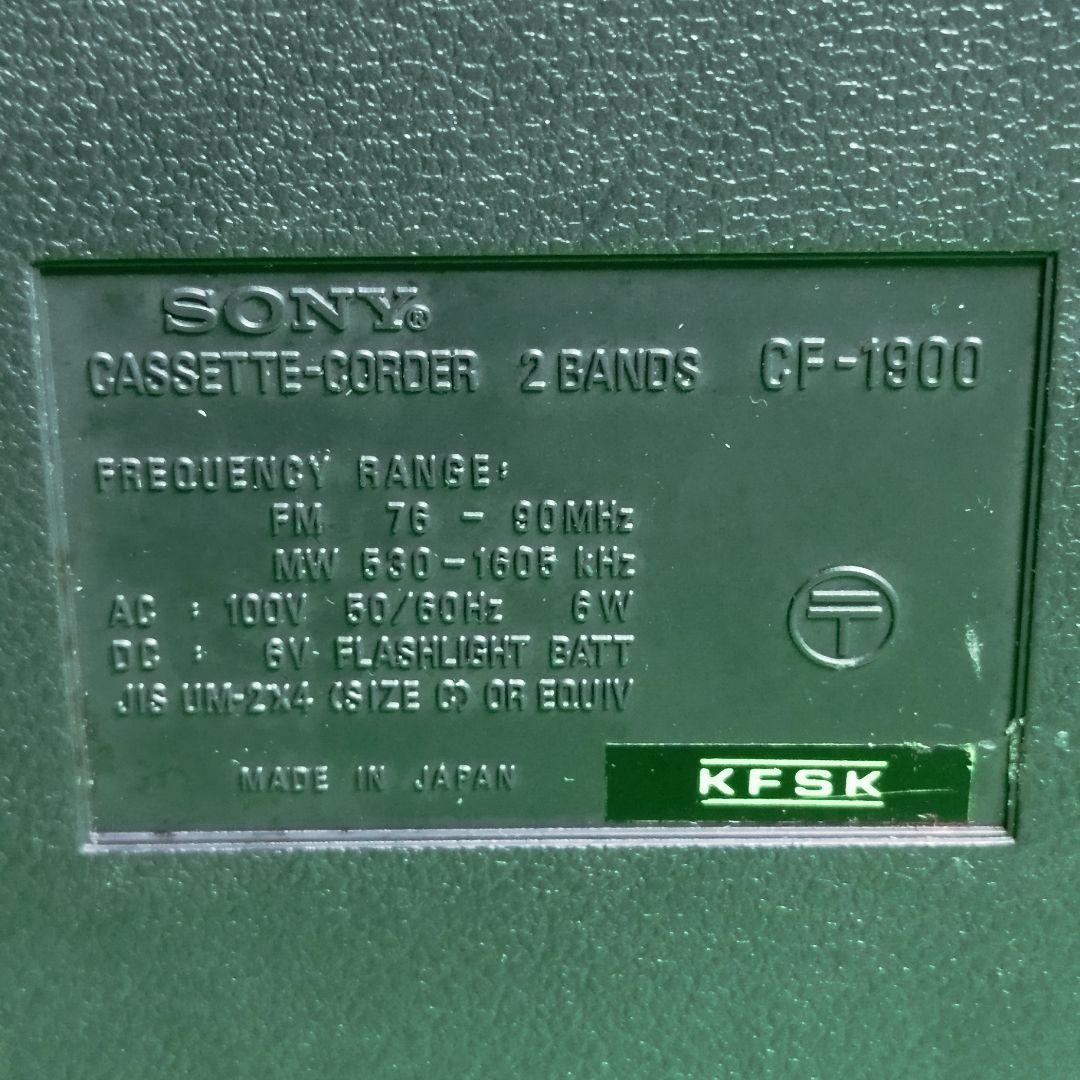 SONY®
CASSETTE-CORDER 2 BANDS CF-1900
FREQUENCY RANGE:
FM 76 - 90MHz
MW 530-1605 kHz
AC : 100V 50/60Hz 6W
DC : 6V FLASHLIGHT BATT
JIS UM-2X4 (SIZE C) OR EQUIV
〒
MADE IN JAPAN
KFSK